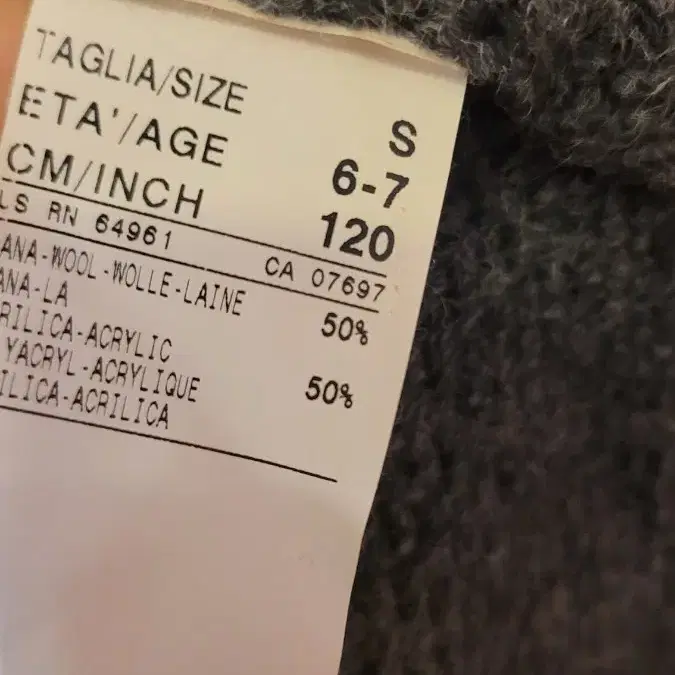 TAGLIA/SIZE S
ETA'/AGE 6-7
CM/INCH 120
LS RN 64961 CA 07697
ANA-WOOL-WOLLE-LAINE 50%
ANA-LA
RILICA-ACRYLIC
YACRYL-ACRYLIQUE 50%
ILICA-ACRILICA